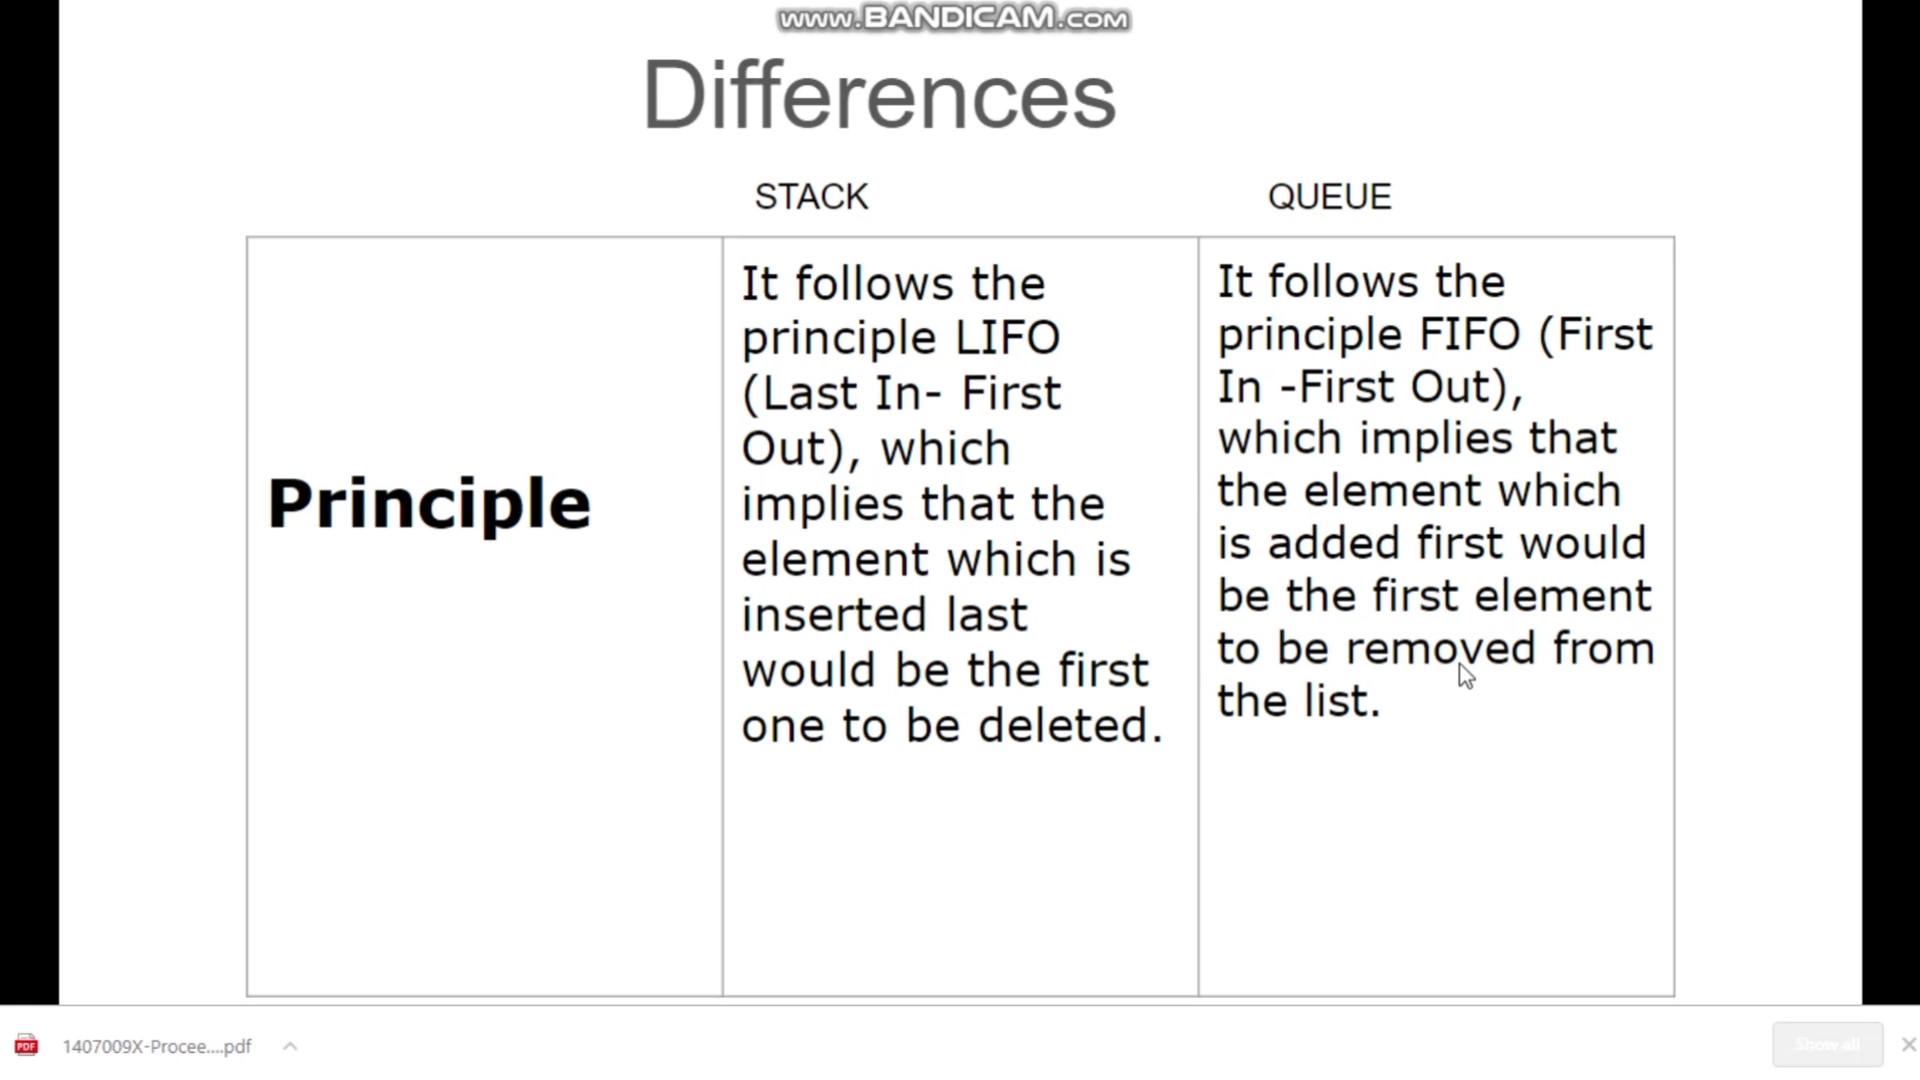 www.BANDICAM.com
Differences
STACK
QUEUE
Principle
It follows the
principle LIFO
(Last In- First
Out), which
implies that the
element which is
inserted last
would be the first
one to be deleted.
It follows the
principle FIFO (First
In -First Out),
which implies that
the element which
is added first would
be the first element
to be removed from
the list.
1407009X-Procee....pdf
Show all